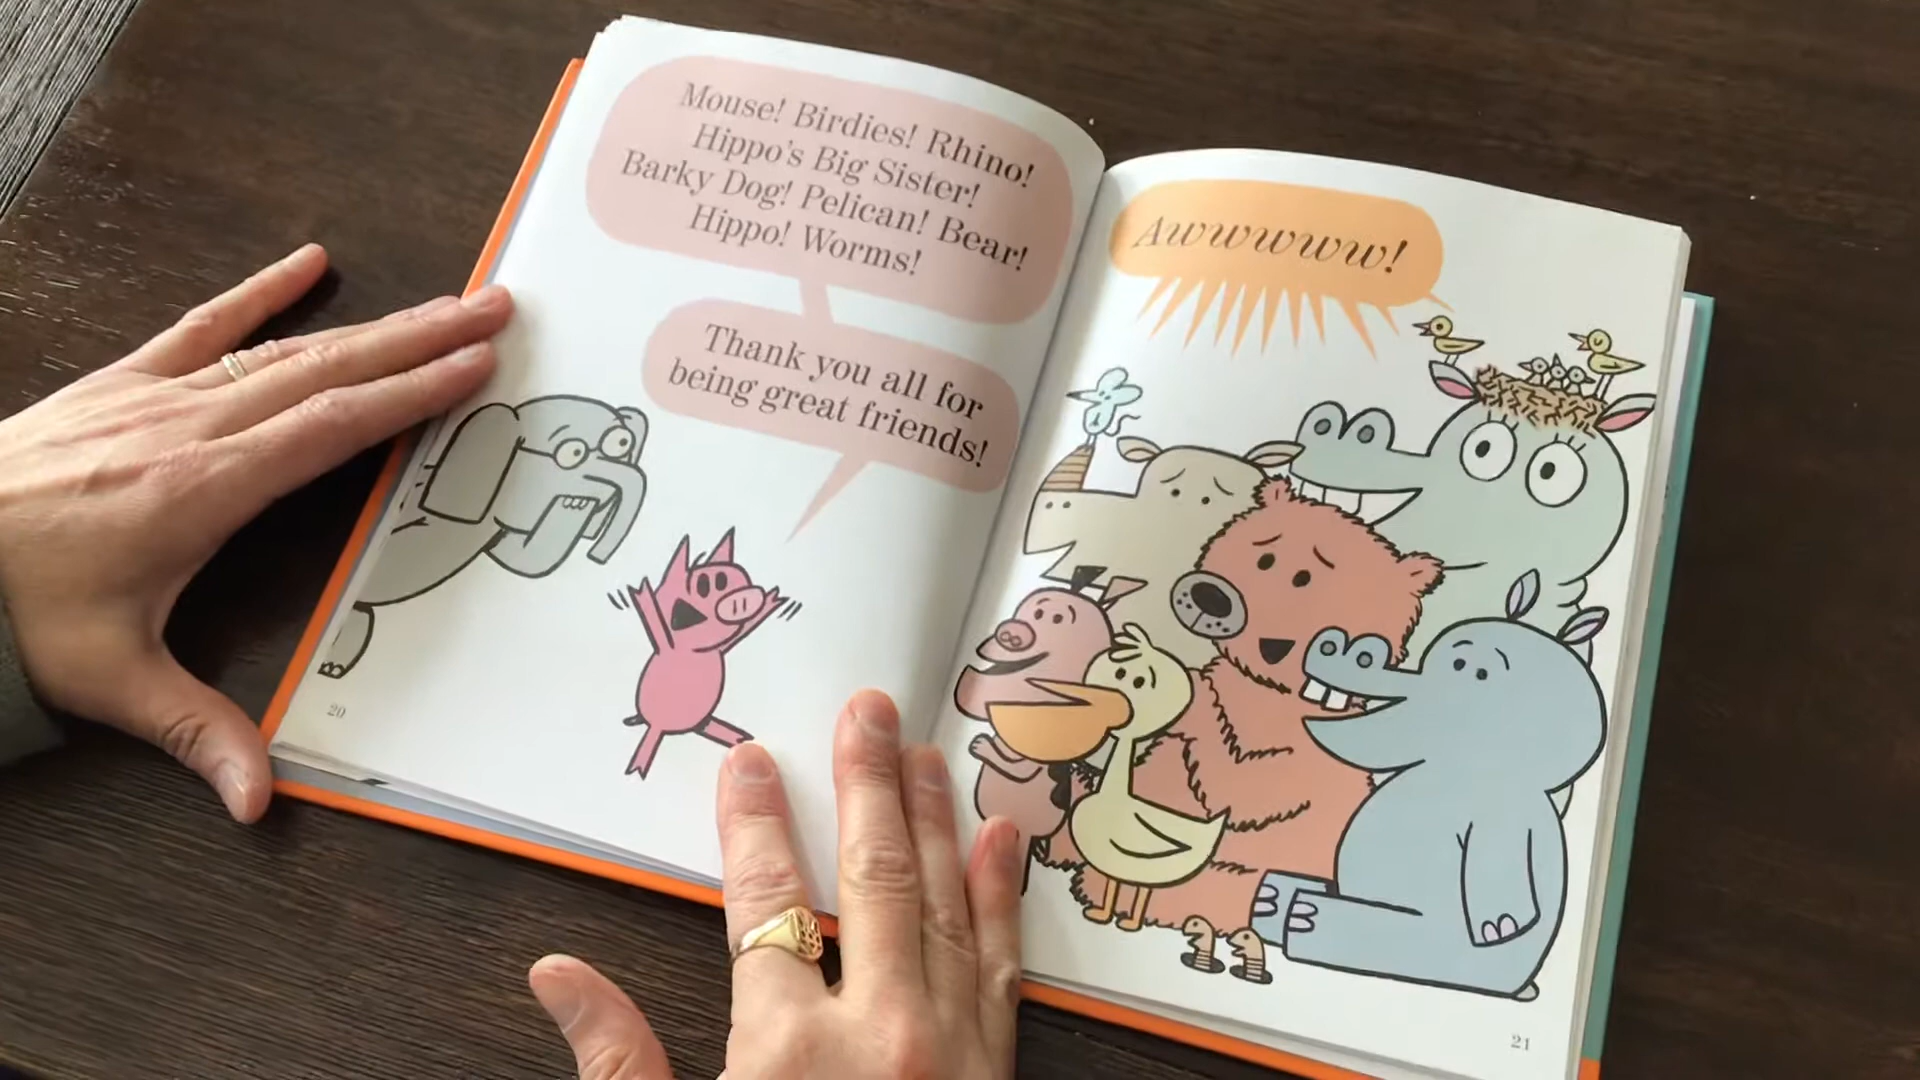 Mouse! Birdies! Rhino!
Hippo's Big Sister!
Barky Dog! Pelican! Bear!
Hippo! Worms!
Thank you all for
being great friends!
20
Awwwwww!
21